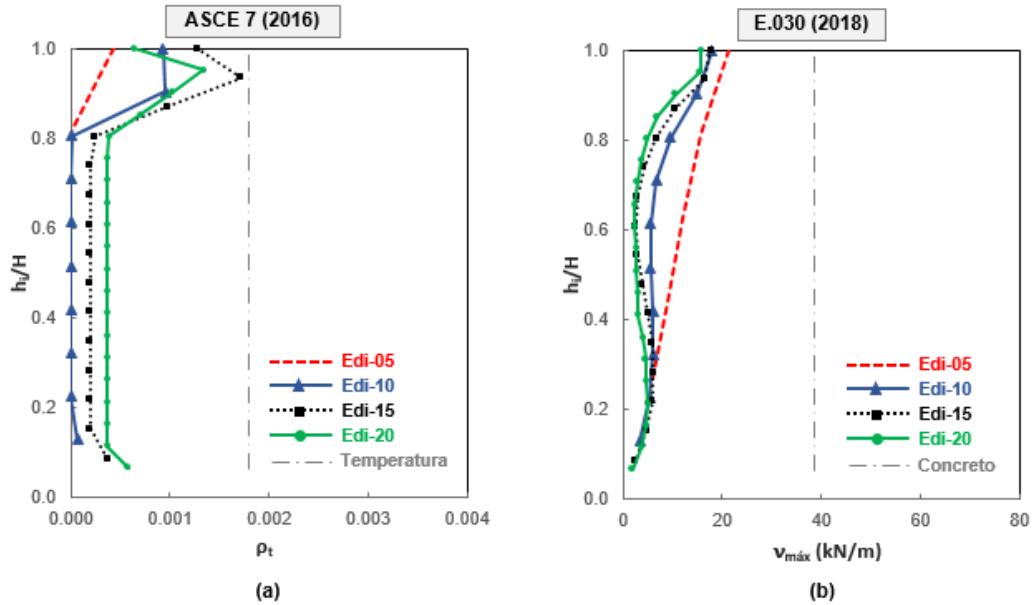 ASCE 7 (2016)
1.0
0.8
0.6
0.4
0.2
0.0
hᵢ/H
Edi-05
Edi-10
Edi-15
Edi-20
Temperatura
0.000 0.001 0.002 0.003 0.004
ρₜ
(a)
E.030 (2018)
1.0
0.8
0.6
0.4
0.2
0.0
hᵢ/H
Edi-05
Edi-10
Edi-15
Edi-20
Concreto
0 20 40 60 80
νmáx (kN/m)
(b)